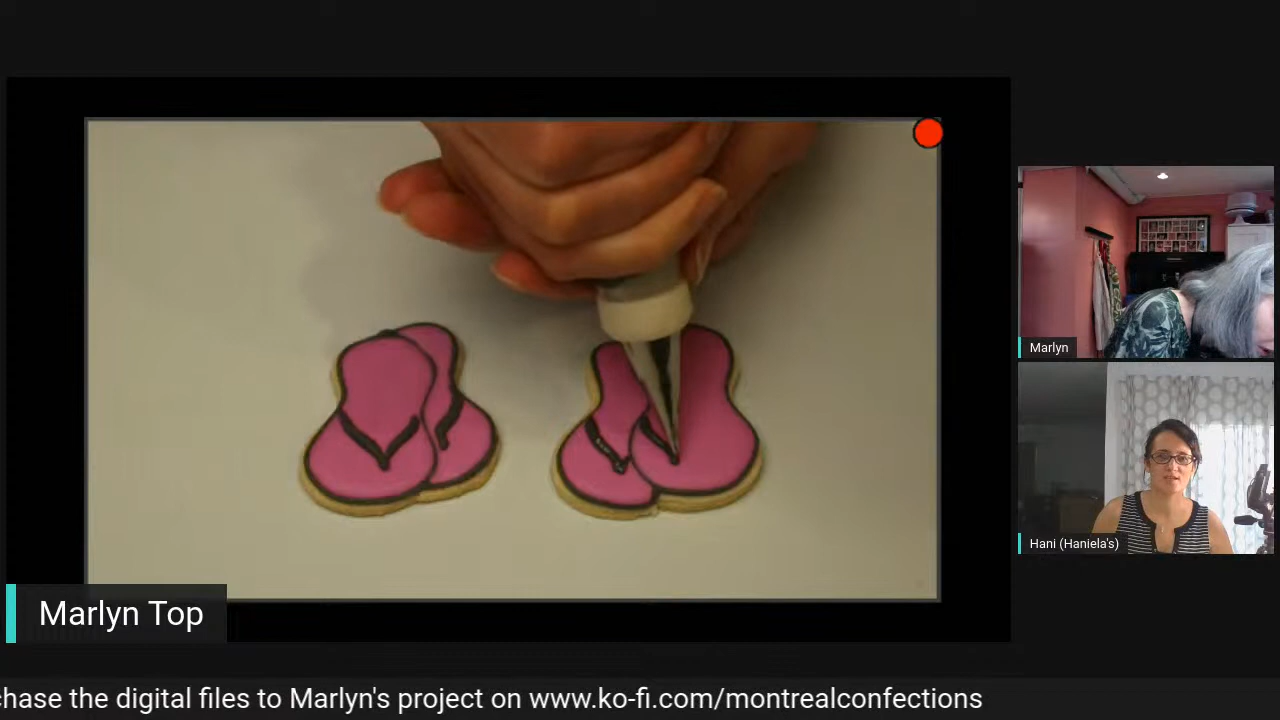 Marlyn
Hani (Haniela's)
Marlyn Top
chase the digital files to Marlyn's project on www.ko-fi.com/montrealconfections